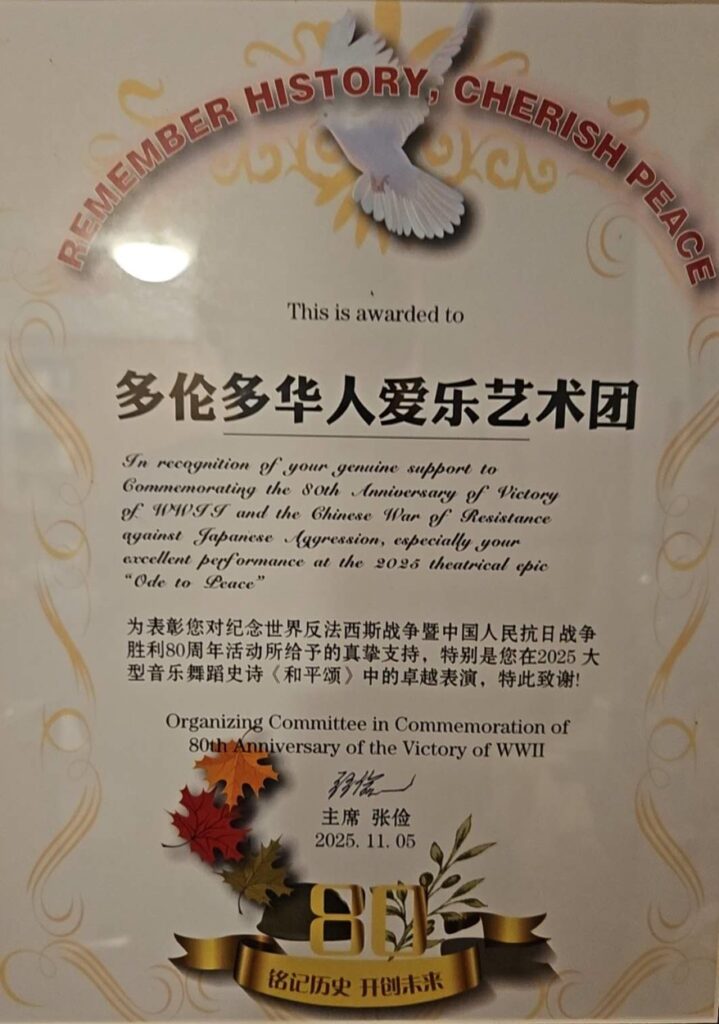 REMEMBER HISTORY, CHERISH PEACE
This is awarded to
多伦多华人爱乐艺术团
In recognition of your genuine support to
Commemorating the 80th Anniversary of Victory
of WWII and the Chinese War of Resistance
against Japanese Aggression, especially your
excellent performance at the 2025 theatrical epic
“Ode to Peace”
为表彰您对纪念世界反法西斯战争暨中国人民抗日战争
胜利80周年活动所给予的真挚支持，特别是您在2025 大
型音乐舞蹈史诗《和平颂》中的卓越表演，特此致谢!
Organizing Committee in Commemoration of
80th Anniversary of the Victory of WWII
主席 张俭
2025. 11. 05
80
铭记历史 开创未来